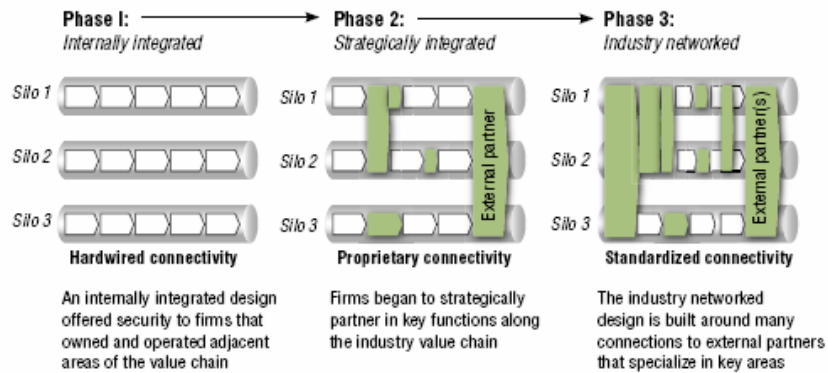 Phase 1:
Internally integrated
Phase 2:
Strategically integrated
Phase 3:
Industry networked
Silo 1
Silo 2
Silo 3
Silo 1
Silo 2
Silo 3
External partner
Silo 1
Silo 2
Silo 3
External partner(s)
Hardwired connectivity
Proprietary connectivity
Standardized connectivity
An internally integrated design
offered security to firms that
owned and operated adjacent
areas of the value chain
Firms began to strategically
partner in key functions along
the industry value chain
The industry networked
design is built around many
connections to external partners
that specialize in key areas